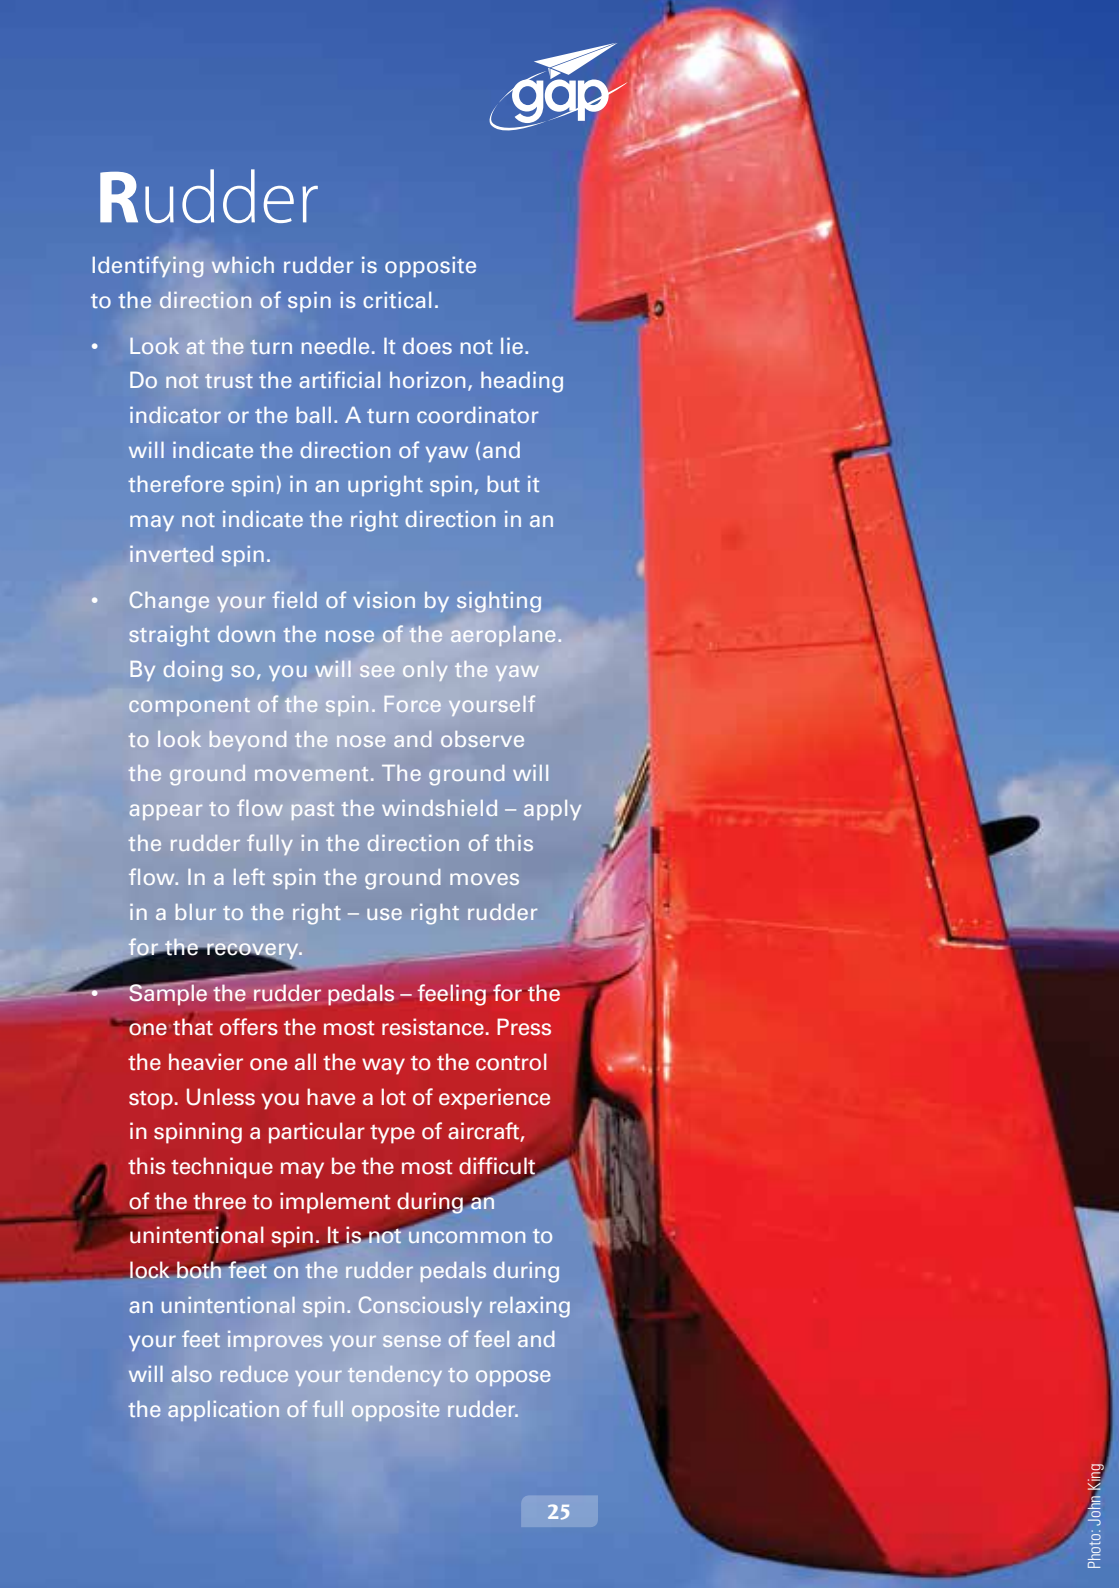 gap
Rudder
Identifying which rudder is opposite
to the direction of spin is critical.
• Look at the turn needle. It does not lie.
Do not trust the artificial horizon, heading
indicator or the ball. A turn coordinator
will indicate the direction of yaw (and
therefore spin) in an upright spin, but it
may not indicate the right direction in an
inverted spin.
• Change your field of vision by sighting
straight down the nose of the aeroplane.
By doing so, you will see only the yaw
component of the spin. Force yourself
to look beyond the nose and observe
the ground movement. The ground will
appear to flow past the windshield – apply
the rudder fully in the direction of this
flow. In a left spin the ground moves
in a blur to the right – use right rudder
for the recovery.
• Sample the rudder pedals – feeling for the
one that offers the most resistance. Press
the heavier one all the way to the control
stop. Unless you have a lot of experience
in spinning a particular type of aircraft,
this technique may be the most difficult
of the three to implement during an
unintentional spin. It is not uncommon to
lock both feet on the rudder pedals during
an unintentional spin. Consciously relaxing
your feet improves your sense of feel and
will also reduce your tendency to oppose
the application of full opposite rudder.
25
Photo: John King